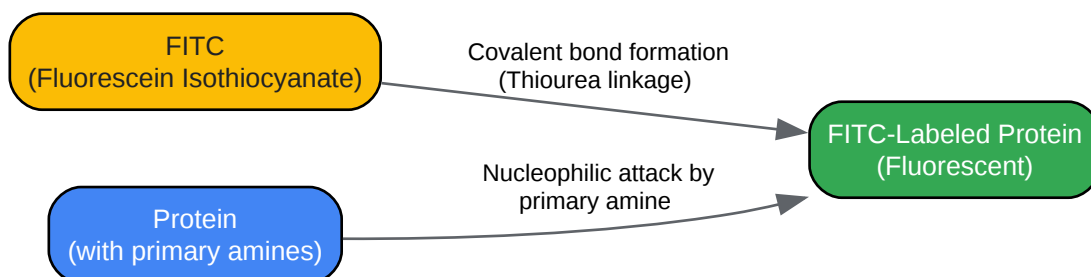 FITC
(Fluorescein Isothiocyanate)
Covalent bond formation
(Thiourea linkage)
FITC-Labeled Protein
(Fluorescent)
Nucleophilic attack by
primary amine
Protein
(with primary amines)